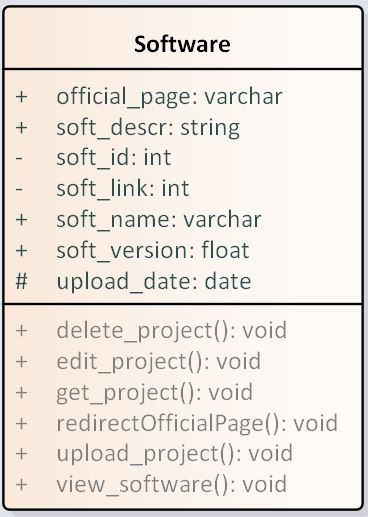 Software
+ official_page: varchar
+ soft_descr: string
- soft_id: int
- soft_link: int
+ soft_name: varchar
+ soft_version: float
# upload_date: date
+ delete_project(): void
+ edit_project(): void
+ get_project(): void
+ redirectOfficialPage(): void
+ upload_project(): void
+ view_software(): void